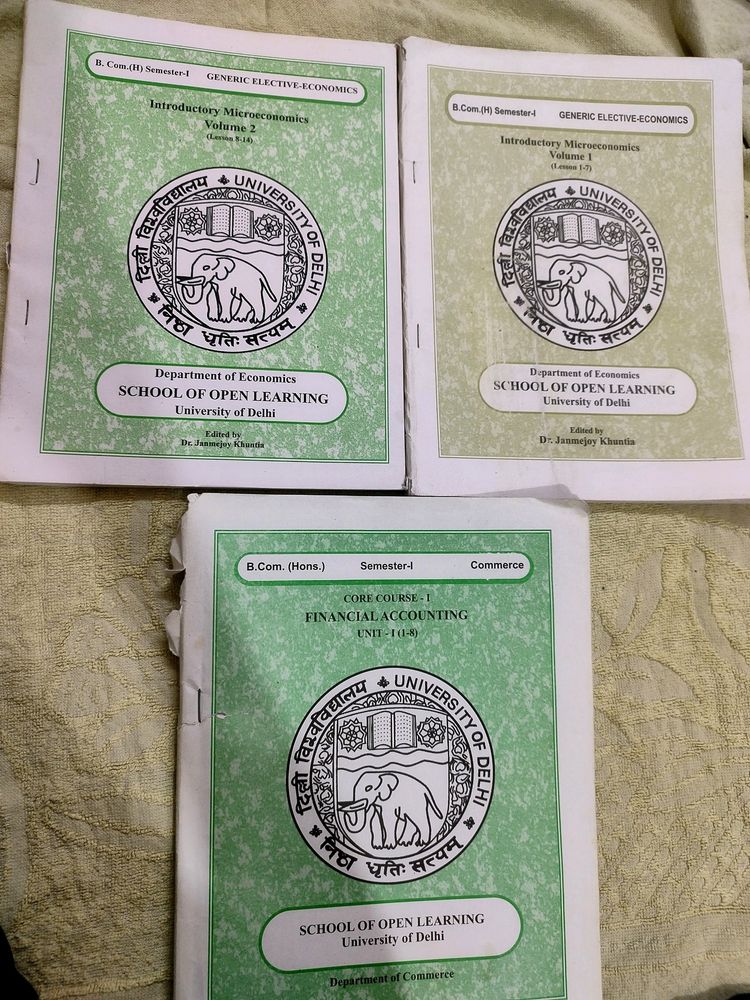 B. Com.(H) Semester-I GENERIC ELECTIVE-ECONOMICS
Introductory Microeconomics
Volume 2
(Lesson 8-14)
दिल्ली विश्वविद्यालय UNIVERSITY OF DELHI
निष्ठा धृतिः सत्यम्
Department of Economics
SCHOOL OF OPEN LEARNING
University of Delhi
Edited by
Dr. Janmejoy Khuntia
B.Com.(H) Semester-I GENERIC ELECTIVE-ECONOMICS
Introductory Microeconomics
Volume 1
(Lesson 1-7)
दिल्ली विश्वविद्यालय UNIVERSITY OF DELHI
निष्ठा धृतिः सत्यम्
Department of Economics
SCHOOL OF OPEN LEARNING
University of Delhi
Edited by
Dr. Janmejoy Khuntia
B.Com. (Hons.) Semester-I Commerce
CORE COURSE - I
FINANCIAL ACCOUNTING
UNIT - I (1-8)
दिल्ली विश्वविद्यालय UNIVERSITY OF DELHI
निष्ठा धृतिः सत्यम्
SCHOOL OF OPEN LEARNING
University of Delhi
Department of Commerce